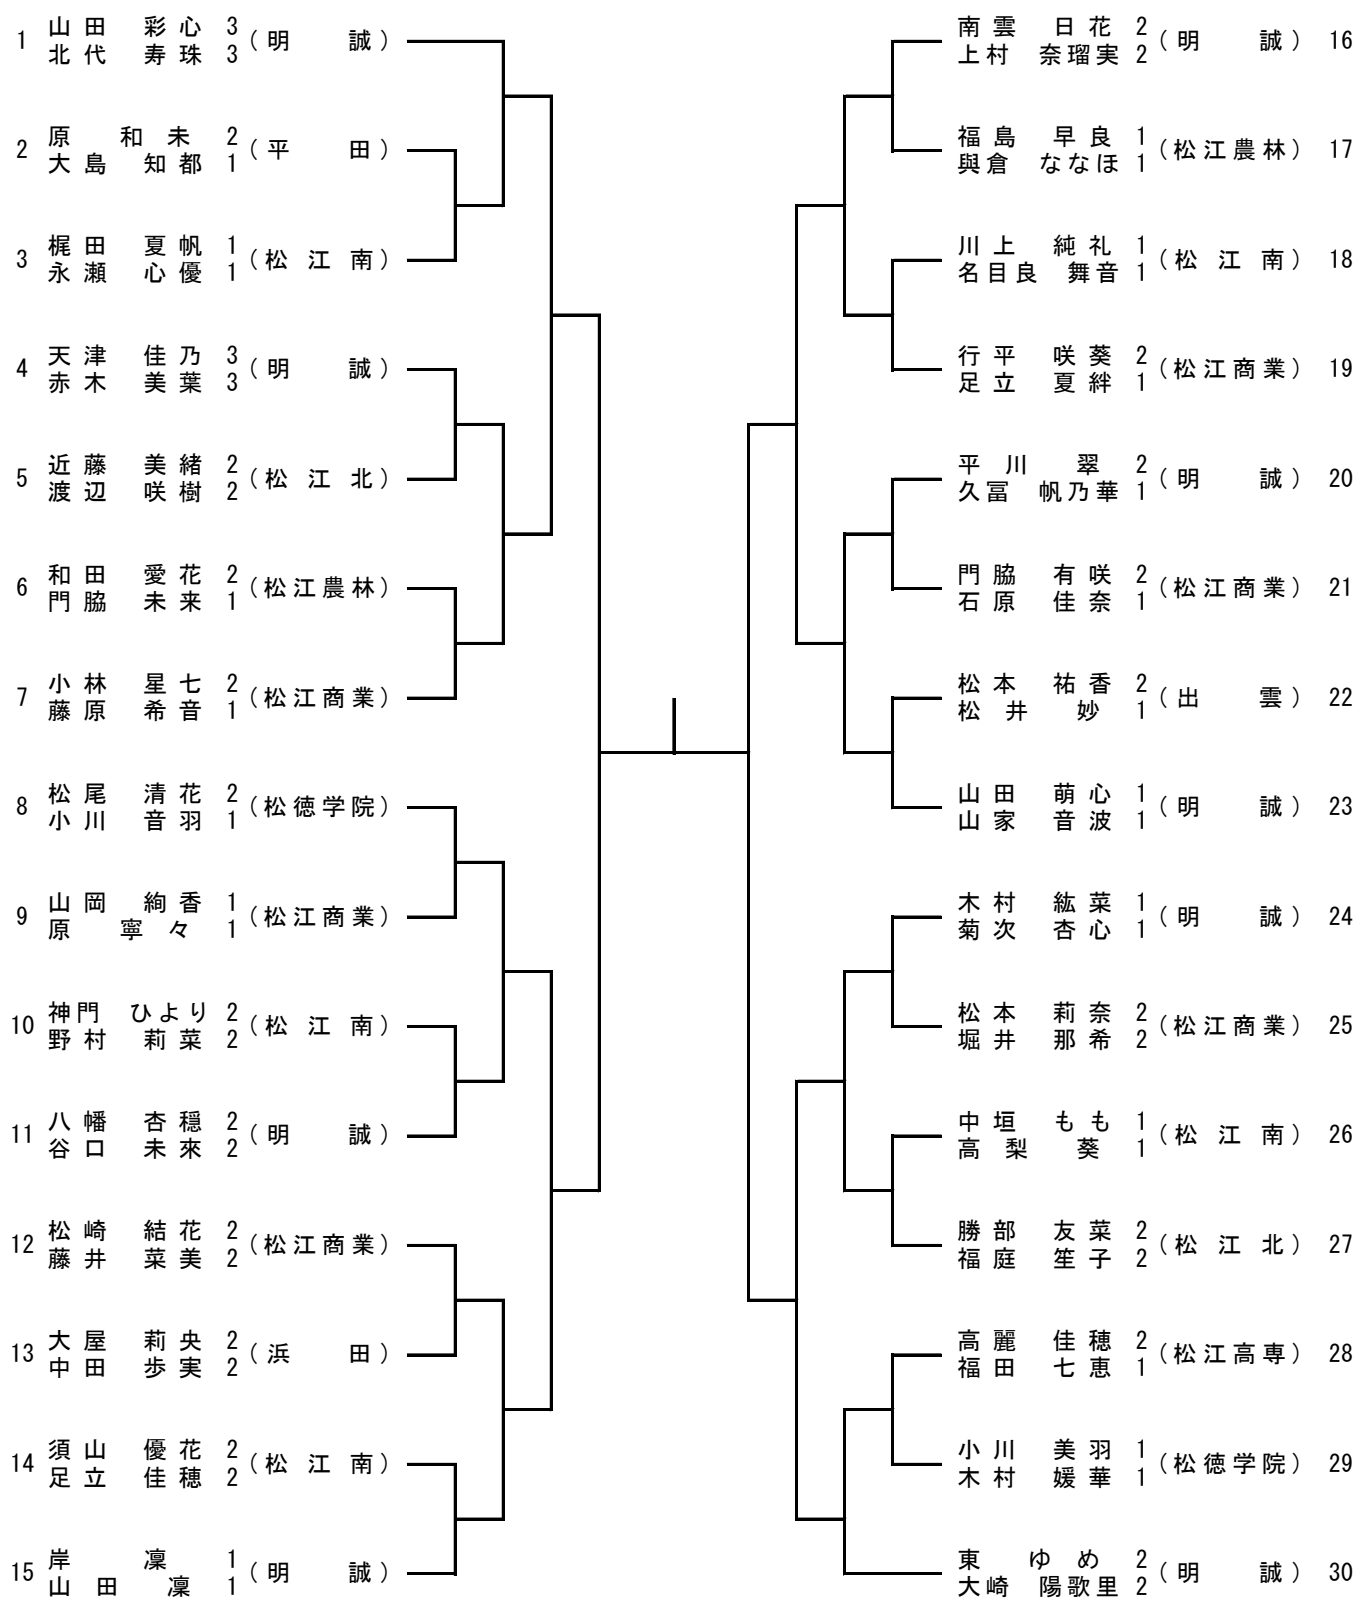 1 山田 彩心 3 (明 誠)
北代 寿珠 3
2 原 和未 2 (平 田)
大島 知都 1
3 梶田 夏帆 1 (松 江 南)
永瀬 心優 1
4 天津 佳乃 3 (明 誠)
赤木 美葉 3
5 近藤 美緒 2 (松 江 北)
渡辺 咲樹 2
6 和田 愛花 2 (松江農林)
門脇 未来 1
7 小林 星七 2 (松江商業)
藤原 希音 1
8 松尾 清花 2 (松徳学院)
小川 音羽 1
9 山岡 絢香 1 (松江商業)
原 寧々 1
10 神門 ひより 2 (松 江 南)
野村 莉菜 2
11 八幡 杏穏 2 (明 誠)
谷口 未來 2
12 松崎 結花 2 (松江商業)
藤井 菜美 2
13 大屋 莉央 2 (浜 田)
中田 歩実 2
14 須山 優花 2 (松 江 南)
足立 佳穂 2
15 岸 凜 1 (明 誠)
山田 凜 1
南雲 日花 2 (明 誠) 16
上村 奈瑠実 2
福島 早良 1 (松江農林) 17
與倉 ななほ 1
川上 純礼 1 (松 江 南) 18
名目良 舞音 1
行平 咲葵 2 (松江商業) 19
足立 夏絆 1
平川 翠 2 (明 誠) 20
久冨 帆乃華 1
門脇 有咲 2 (松江商業) 21
石原 佳奈 1
松本 祐香 2 (出 雲) 22
松井 妙 1
山田 萌心 1 (明 誠) 23
山家 音波 1
木村 紘菜 1 (明 誠) 24
菊次 杏心 1
松本 莉奈 2 (松江商業) 25
堀井 那希 2
中垣 もも 1 (松 江 南) 26
高梨 葵 1
勝部 友菜 2 (松 江 北) 27
福庭 笙子 2
高麗 佳穂 2 (松江高専) 28
福田 七恵 1
小川 美羽 1 (松徳学院) 29
木村 媛華 1
東 ゆめ 2 (明 誠) 30
大崎 陽歌里 2